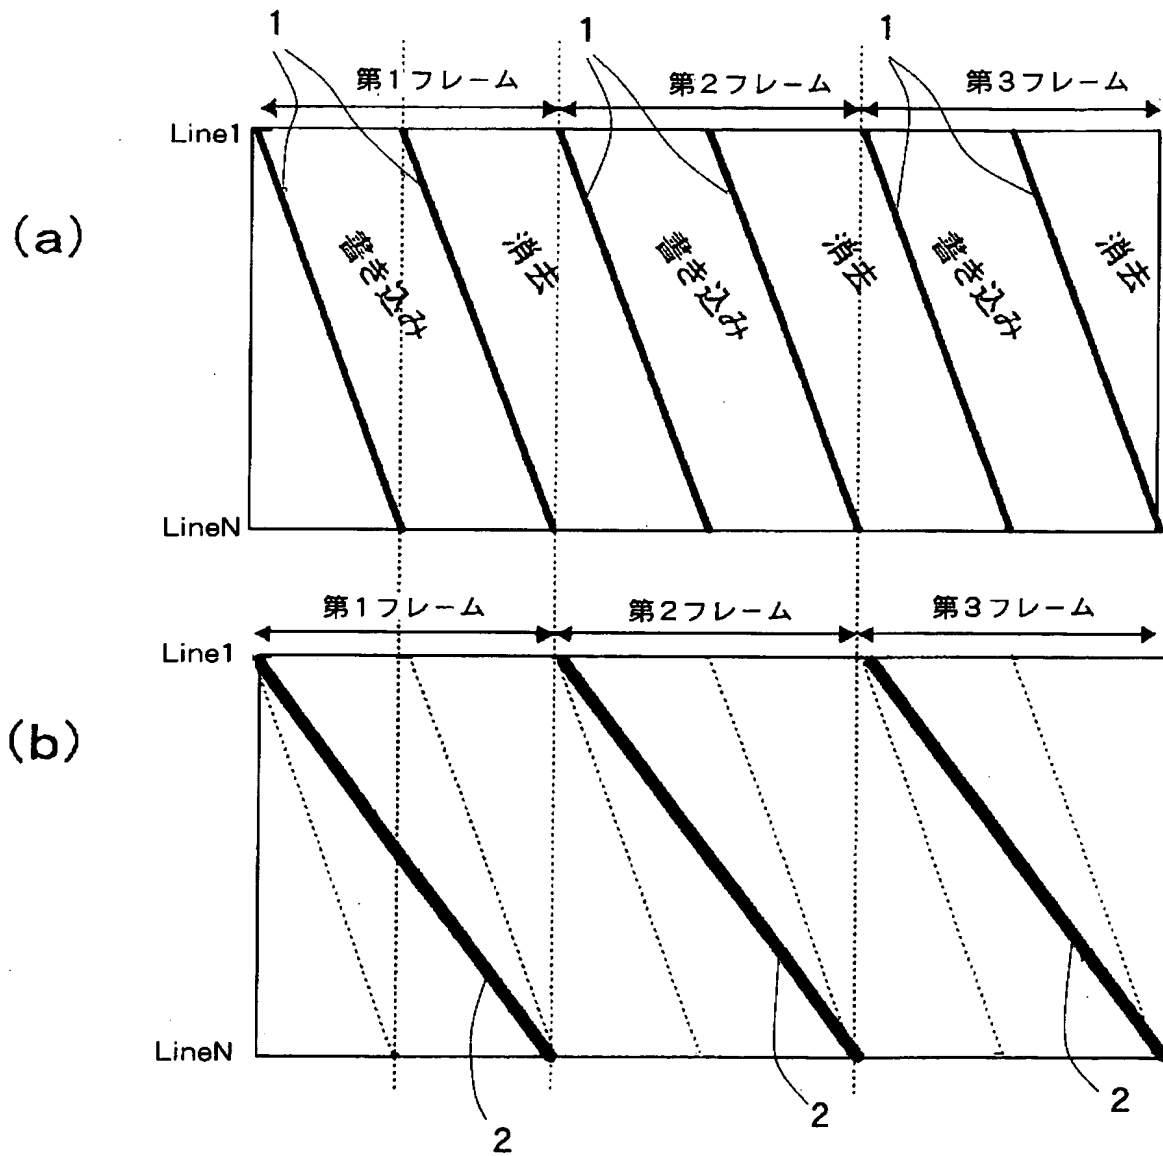 1 1 1
第1フレーム 第2フレーム 第3フレーム
Line1
(a)
書き込み 消去 書き込み 消去 書き込み 消去
LineN
第1フレーム 第2フレーム 第3フレーム
Line1
(b)
LineN
2 2 2